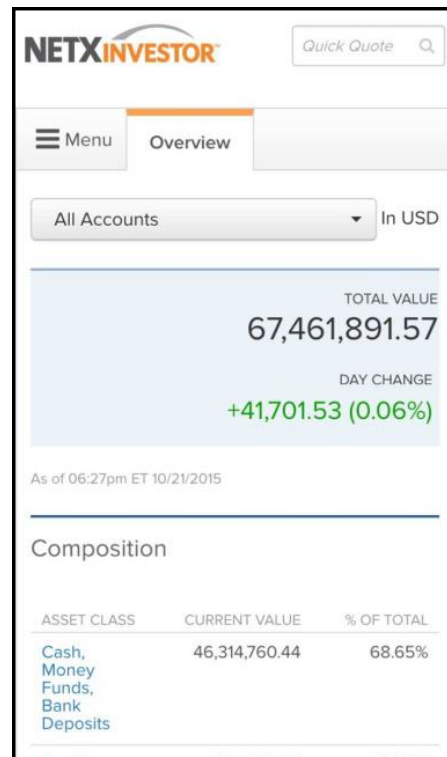 NETXINVESTOR™
Quick Quote
Menu
Overview
All Accounts
In USD
TOTAL VALUE
67,461,891.57
DAY CHANGE
+41,701.53 (0.06%)
As of 06:27pm ET 10/21/2015
Composition
ASSET CLASS CURRENT VALUE % OF TOTAL
Cash, 46,314,760.44 68.65%
Money
Funds,
Bank
Deposits